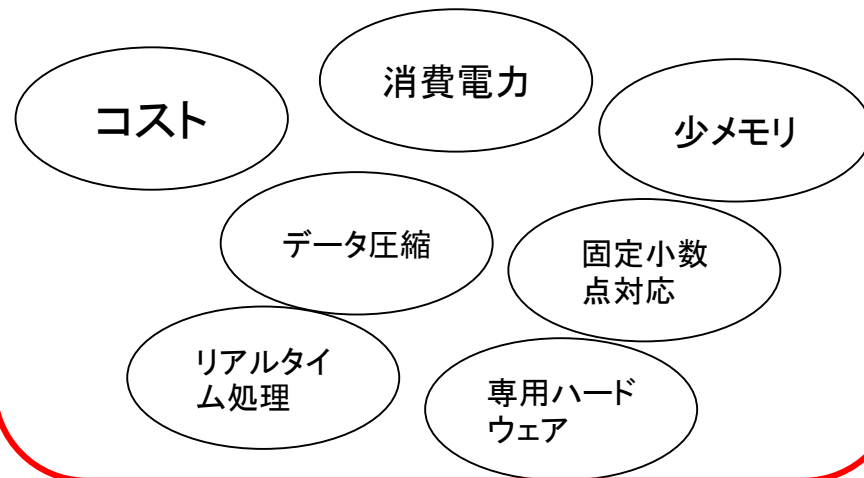 コスト
消費電力
少メモリ
データ圧縮
固定小数
点対応
リアルタイ
ム処理
専用ハード
ウェア